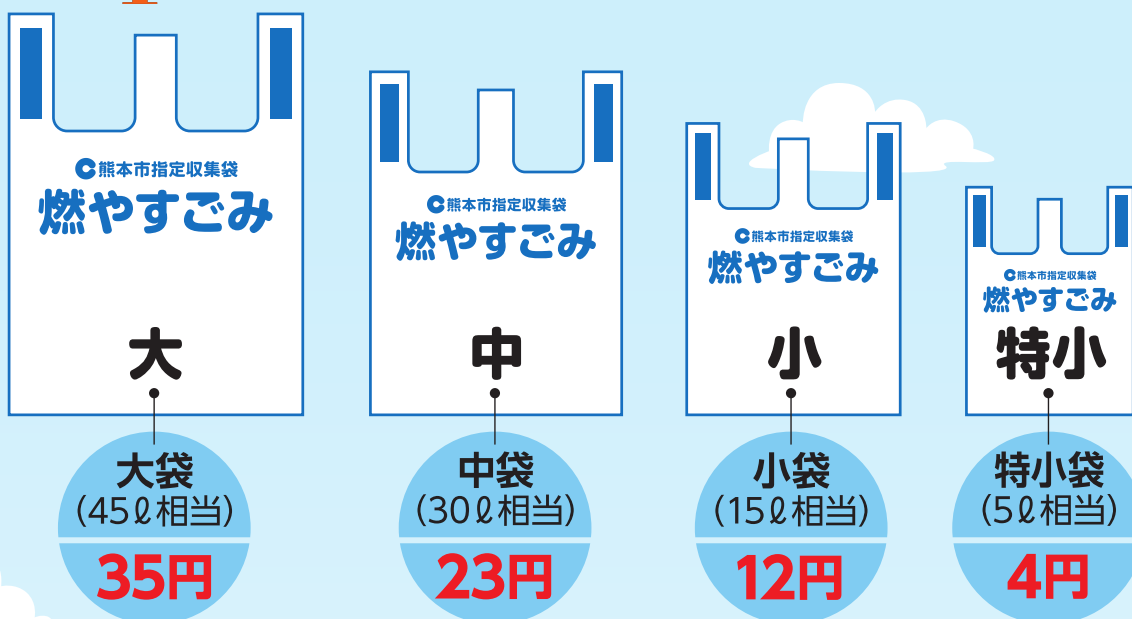 熊本市指定収集袋
燃やすごみ
大
大袋
(45ℓ相当)
35円
熊本市指定収集袋
燃やすごみ
中
中袋
(30ℓ相当)
23円
熊本市指定収集袋
燃やすごみ
小
小袋
(15ℓ相当)
12円
熊本市指定収集袋
燃やすごみ
特小
特小袋
(5ℓ相当)
4円